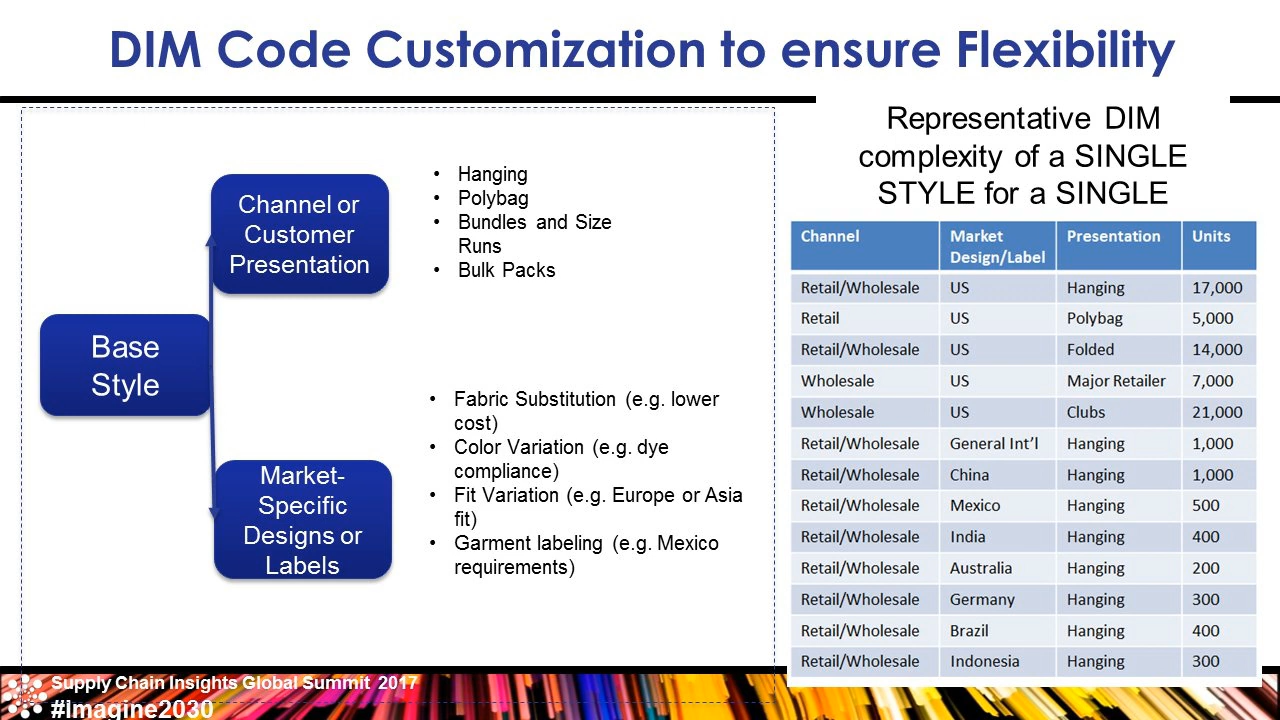 DIM Code Customization to ensure Flexibility
Base
Style
Channel or
Customer
Presentation
• Hanging
• Polybag
• Bundles and Size
Runs
• Bulk Packs
Market-
Specific
Designs or
Labels
• Fabric Substitution (e.g. lower
cost)
• Color Variation (e.g. dye
compliance)
• Fit Variation (e.g. Europe or Asia
fit)
• Garment labeling (e.g. Mexico
requirements)
Representative DIM
complexity of a SINGLE
STYLE for a SINGLE
Channel Market Design/Label Presentation Units
Retail/Wholesale US Hanging 17,000
Retail US Polybag 5,000
Retail/Wholesale US Folded 14,000
Wholesale US Major Retailer 7,000
Wholesale US Clubs 21,000
Retail/Wholesale General Int’l Hanging 1,000
Retail/Wholesale China Hanging 1,000
Retail/Wholesale Mexico Hanging 500
Retail/Wholesale India Hanging 400
Retail/Wholesale Australia Hanging 200
Retail/Wholesale Germany Hanging 300
Retail/Wholesale Brazil Hanging 400
Retail/Wholesale Indonesia Hanging 300
Supply Chain Insights Global Summit 2017
#Imagine2030